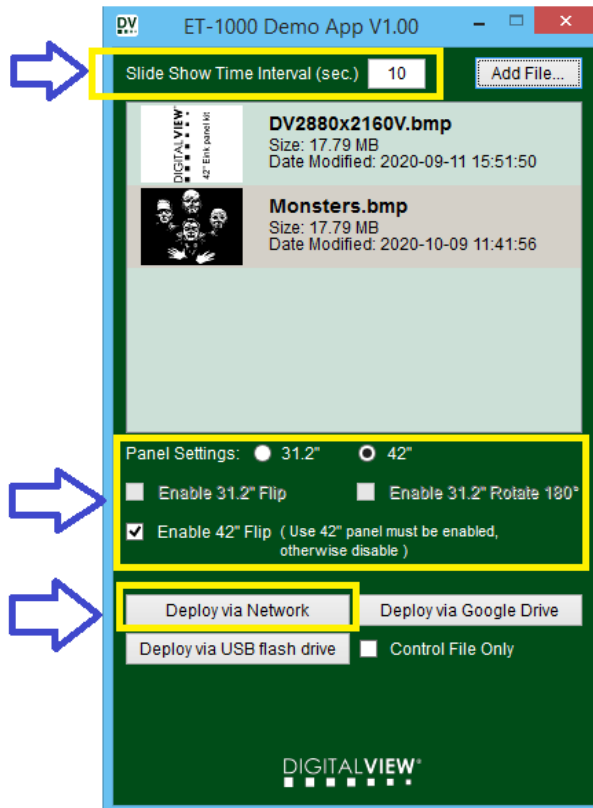 DV
ET-1000 Demo App V1.00
Slide Show Time Interval (sec.) 10 Add File...
DIGITALVIEW
42" Eink panel kit
DV2880x2160V.bmp
Size: 17.79 MB
Date Modified: 2020-09-11 15:51:50
Monsters.bmp
Size: 17.79 MB
Date Modified: 2020-10-09 11:41:56
Panel Settings: 31.2" 42"
Enable 31.2" Flip Enable 31.2" Rotate 180°
Enable 42" Flip ( Use 42" panel must be enabled,
otherwise disable )
Deploy via Network Deploy via Google Drive
Deploy via USB flash drive Control File Only
DIGITALVIEW®